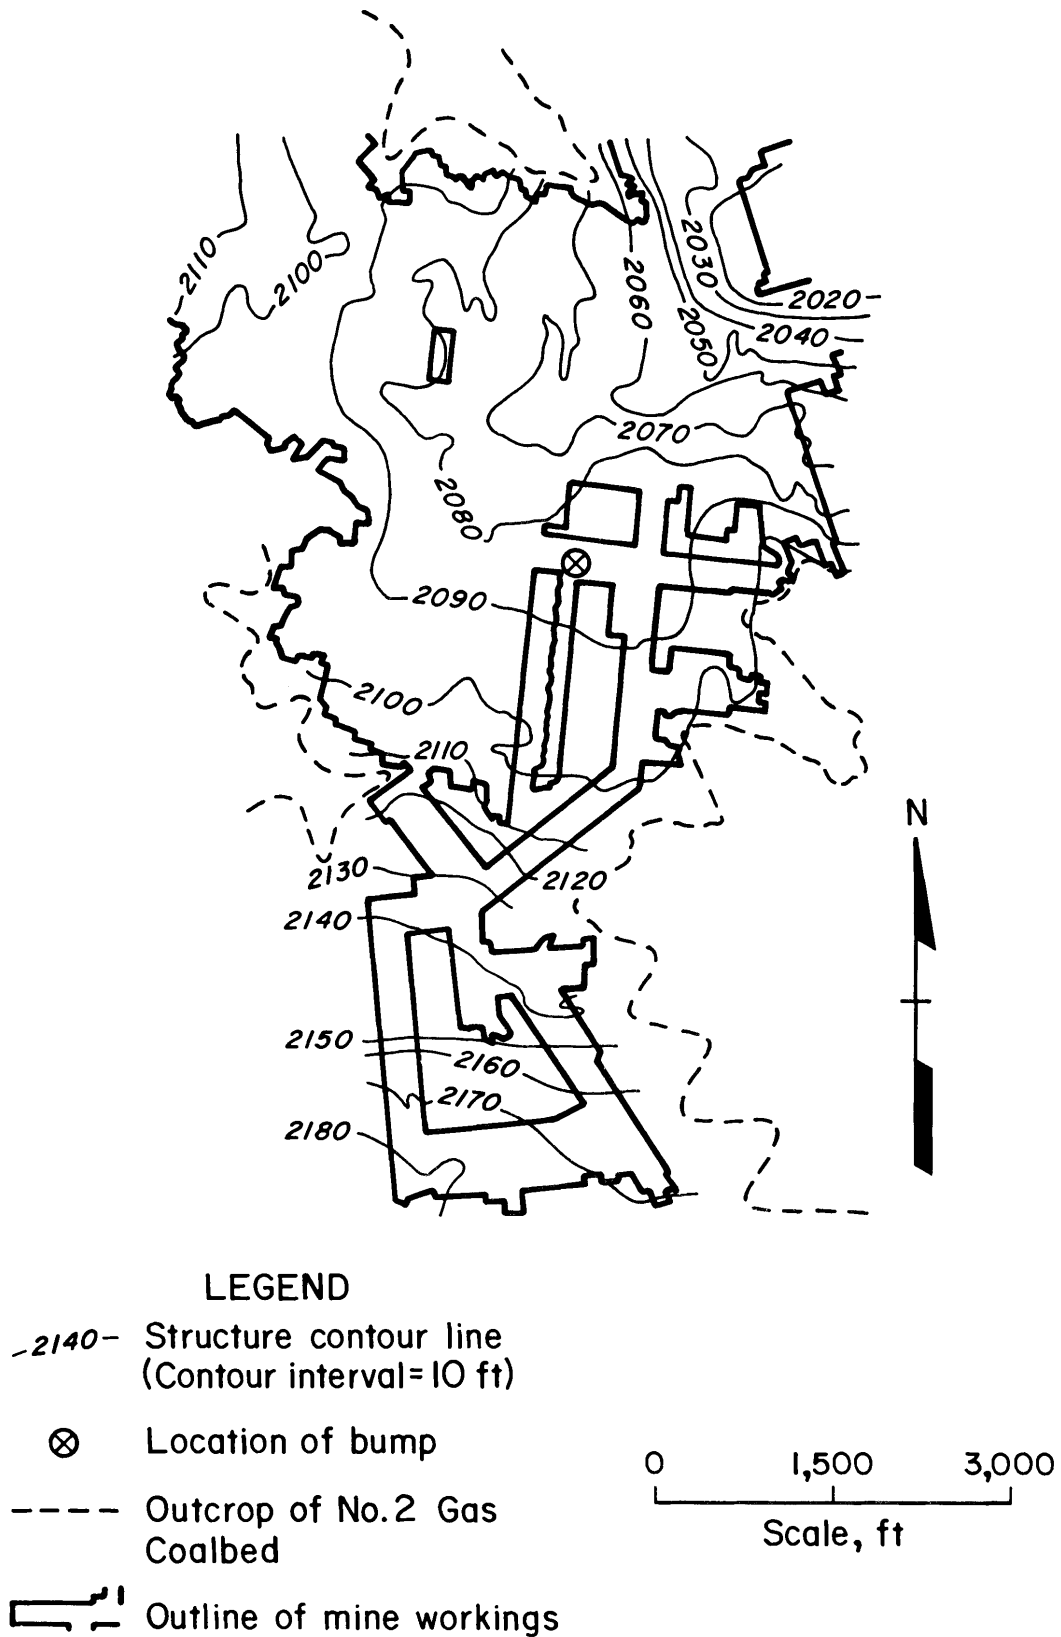 2110
2100
2030
2060
2020
2050
2040
2070
2080
2090
2100
2110
N
2130
2120
2140
2150
2160
2170
2180
LEGEND
2140 Structure contour line
(Contour interval=10 ft)
Location of bump
Outcrop of No.2 Gas
Coalbed
Outline of mine workings
0 1,500 3,000
Scale, ft